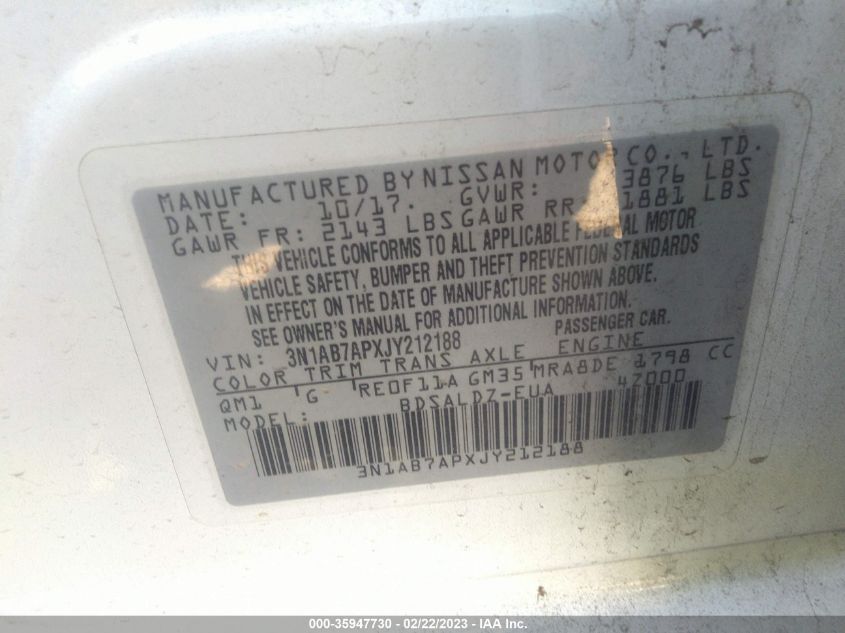 MANUFACTURED BY NISSAN MOTOR CO., LTD.
DATE: 10/17. GVWR: 3876 LBS
GAWR FR: 2143 LBS GAWR RR: 1881 LBS
THIS VEHICLE CONFORMS TO ALL APPLICABLE FEDERAL MOTOR
VEHICLE SAFETY, BUMPER AND THEFT PREVENTION STANDARDS
IN EFFECT ON THE DATE OF MANUFACTURE SHOWN ABOVE.
SEE OWNER'S MANUAL FOR ADDITIONAL INFORMATION.
VIN: 3N1AB7APXJY212188 PASSENGER CAR.
COLOR TRIM TRANS AXLE ENGINE
QM1 G RE0F11A GM35 MRA8DE 1798 CC
MODEL: BDSALDZ-EUA 4Z000
3N1AB7APXJY212188
000-35947730 - 02/22/2023 - IAA Inc.